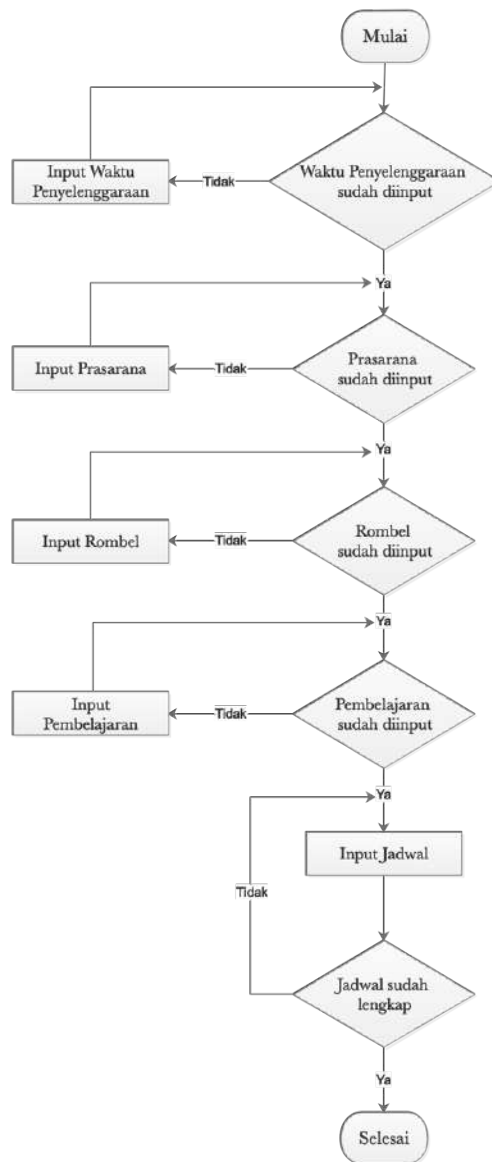 Mulai
Input Waktu
Penyelenggaraan
Tidak
Waktu Penyelenggaraan
sudah diinput
Ya
Input Prasarana
Tidak
Prasarana
sudah diinput
Ya
Input Rombel
Tidak
Rombel
sudah diinput
Ya
Input
Pembelajaran
Tidak
Pembelajaran
sudah diinput
Ya
Input Jadwal
Tidak
Jadwal sudah
lengkap
Ya
Selesai